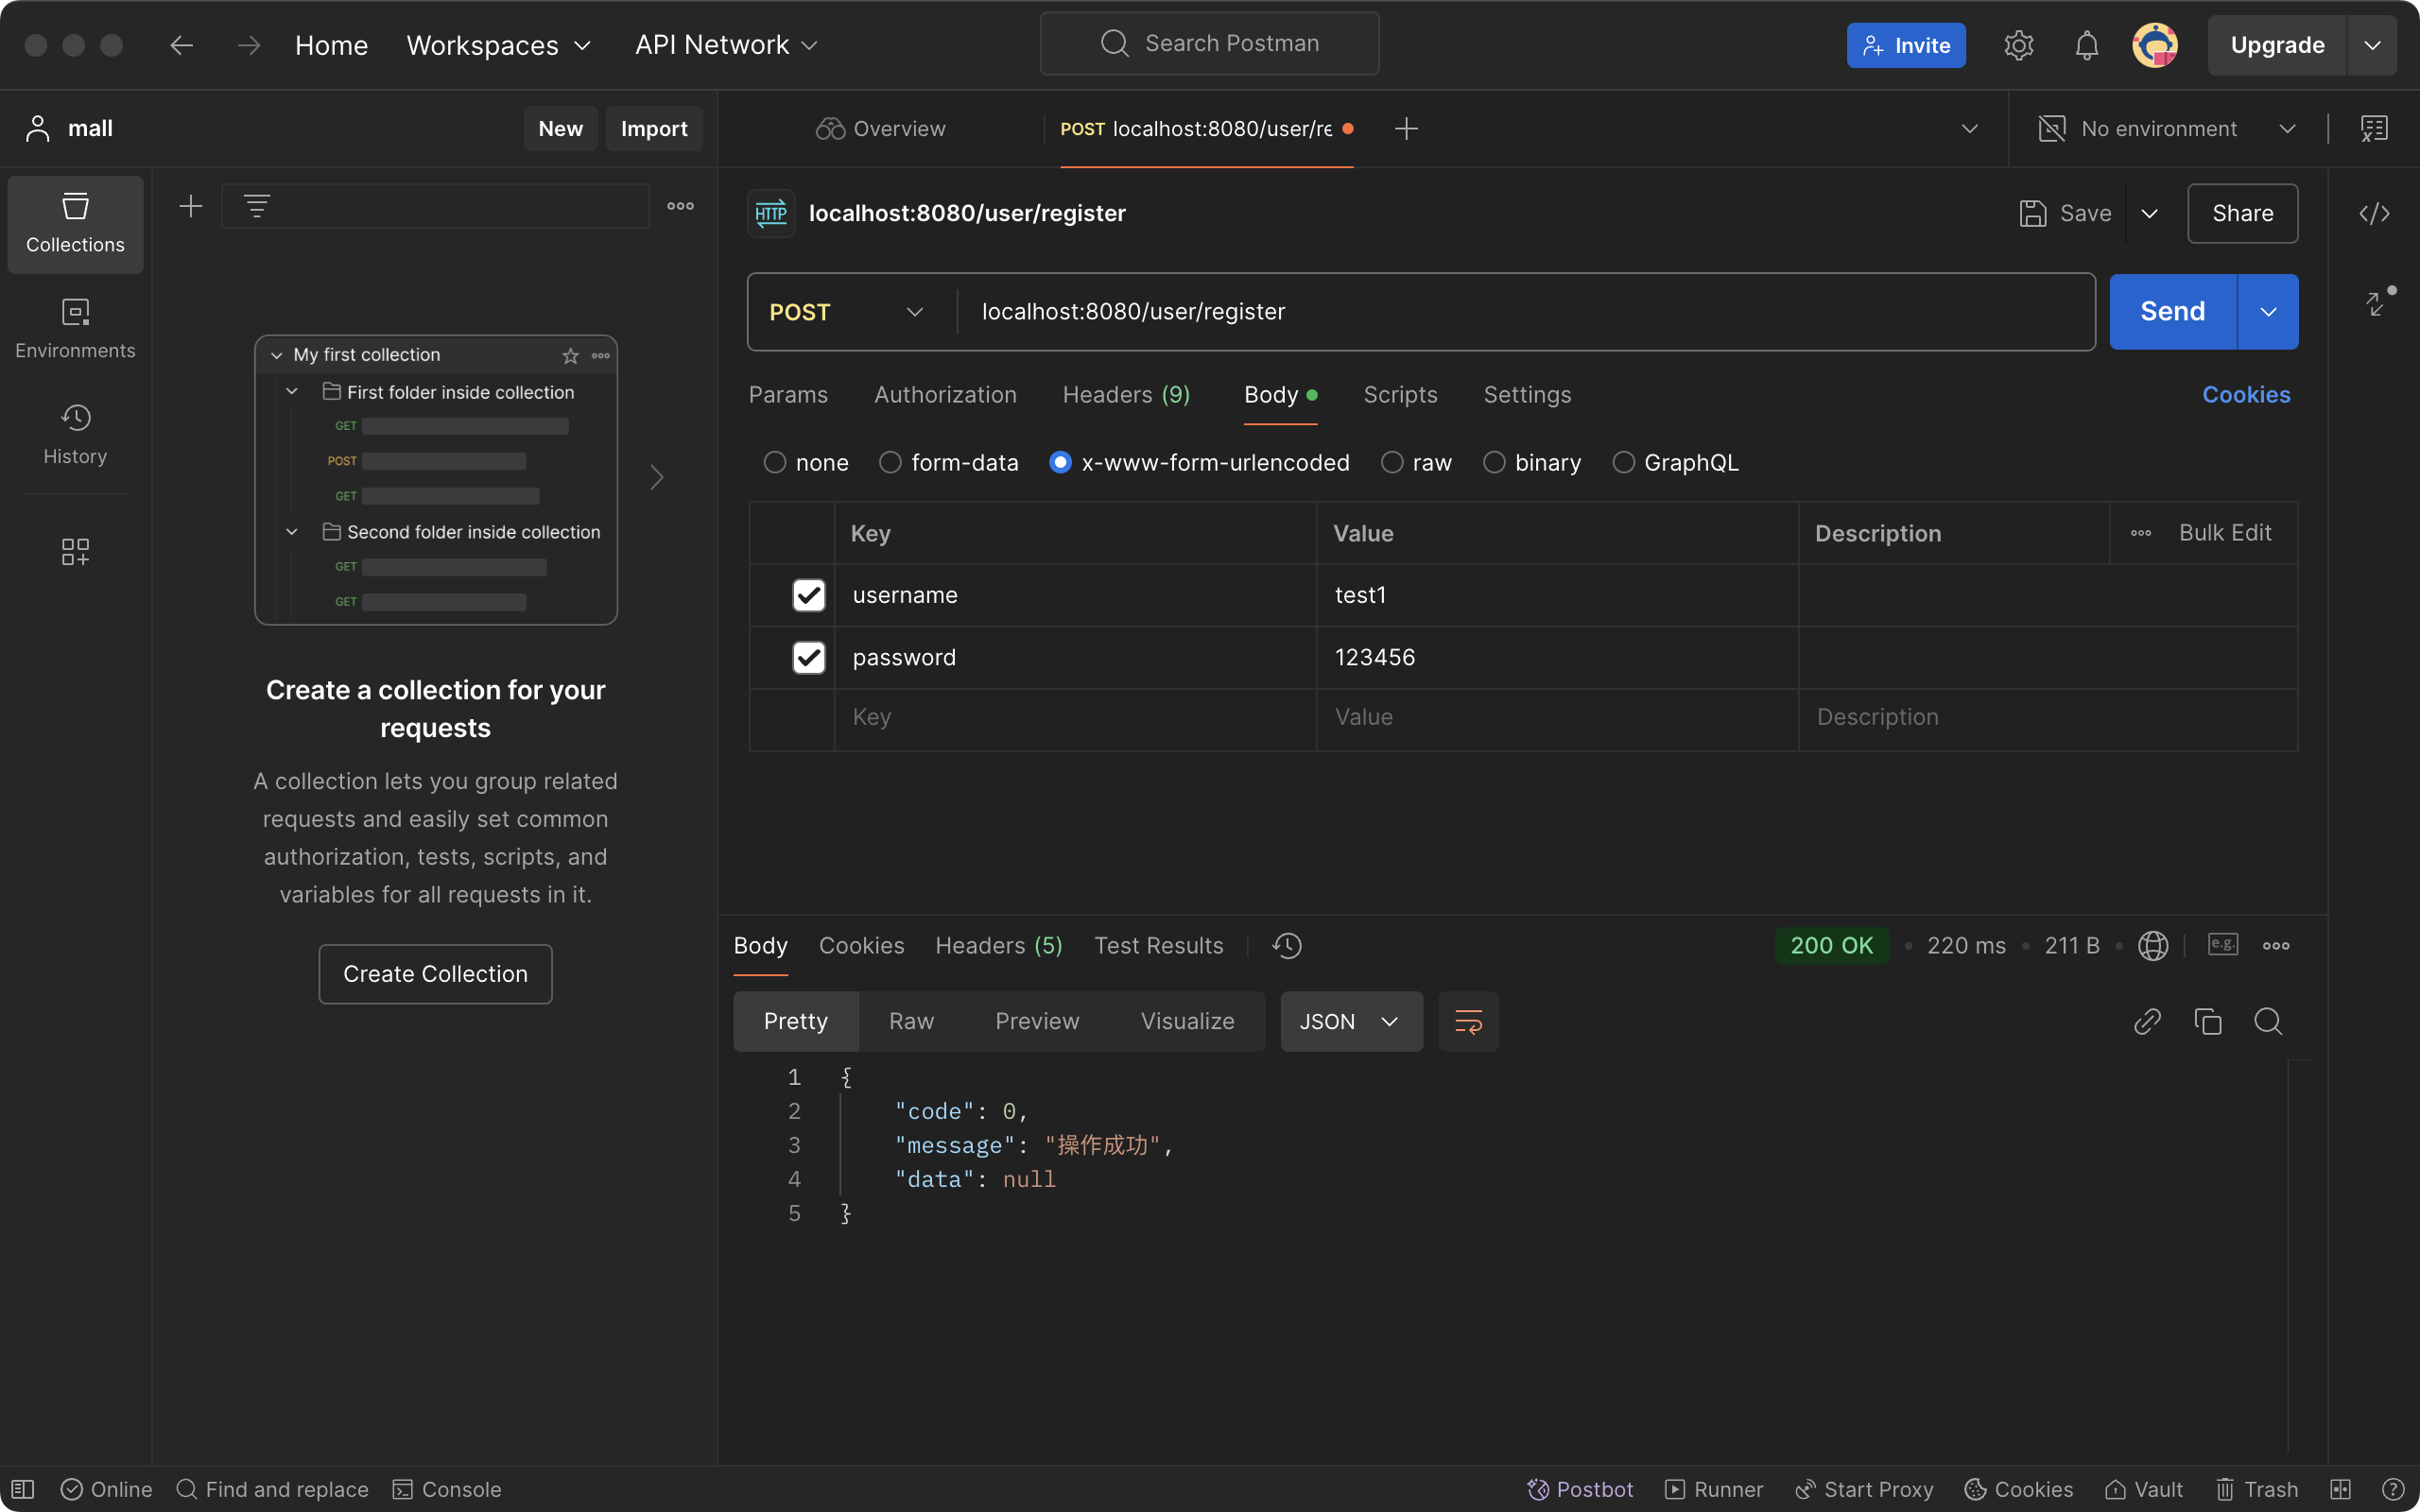 Home
Workspaces
API Network
Search Postman
Invite
Upgrade
mall
New
Import
Overview
POST localhost:8080/user/re
No environment
Collections
Environments
History
My first collection
First folder inside collection
GET
POST
GET
Second folder inside collection
GET
GET
Create a collection for your
requests
A collection lets you group related
requests and easily set common
authorization, tests, scripts, and
variables for all requests in it.
Create Collection
HTTP
localhost:8080/user/register
Save
Share
POST
localhost:8080/user/register
Send
Params
Authorization
Headers (9)
Body
Scripts
Settings
Cookies
none
form-data
x-www-form-urlencoded
raw
binary
GraphQL
Key
Value
Description
Bulk Edit
username
test1
password
123456
Key
Value
Description
Body
Cookies
Headers (5)
Test Results
200 OK
220 ms
211 B
e.g.
Pretty
Raw
Preview
Visualize
JSON
1 {
2 "code": 0,
3 "message": "操作成功",
4 "data": null
5 }
Online
Find and replace
Console
Postbot
Runner
Start Proxy
Cookies
Vault
Trash